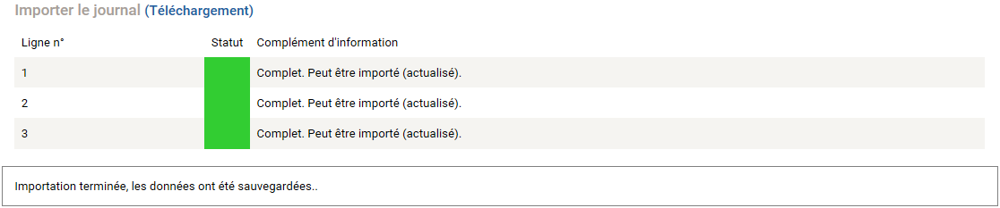 Importer le journal (Téléchargement)
Ligne n° Statut Complément d'information
1 Complet. Peut être importé (actualisé).
2 Complet. Peut être importé (actualisé).
3 Complet. Peut être importé (actualisé).
Importation terminée, les données ont été sauvegardées..